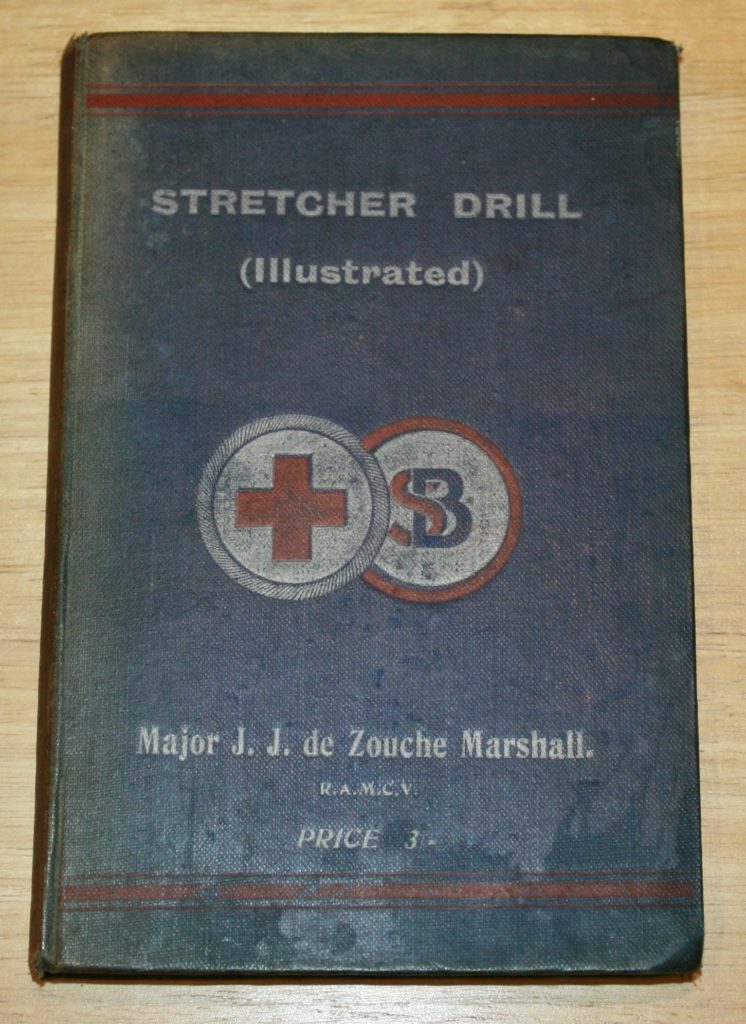 STRETCHER DRILL
(Illustrated)
SB
Major J. J. de Zouche Marshall.
R.A.M.C.V.
PRICE 3/-